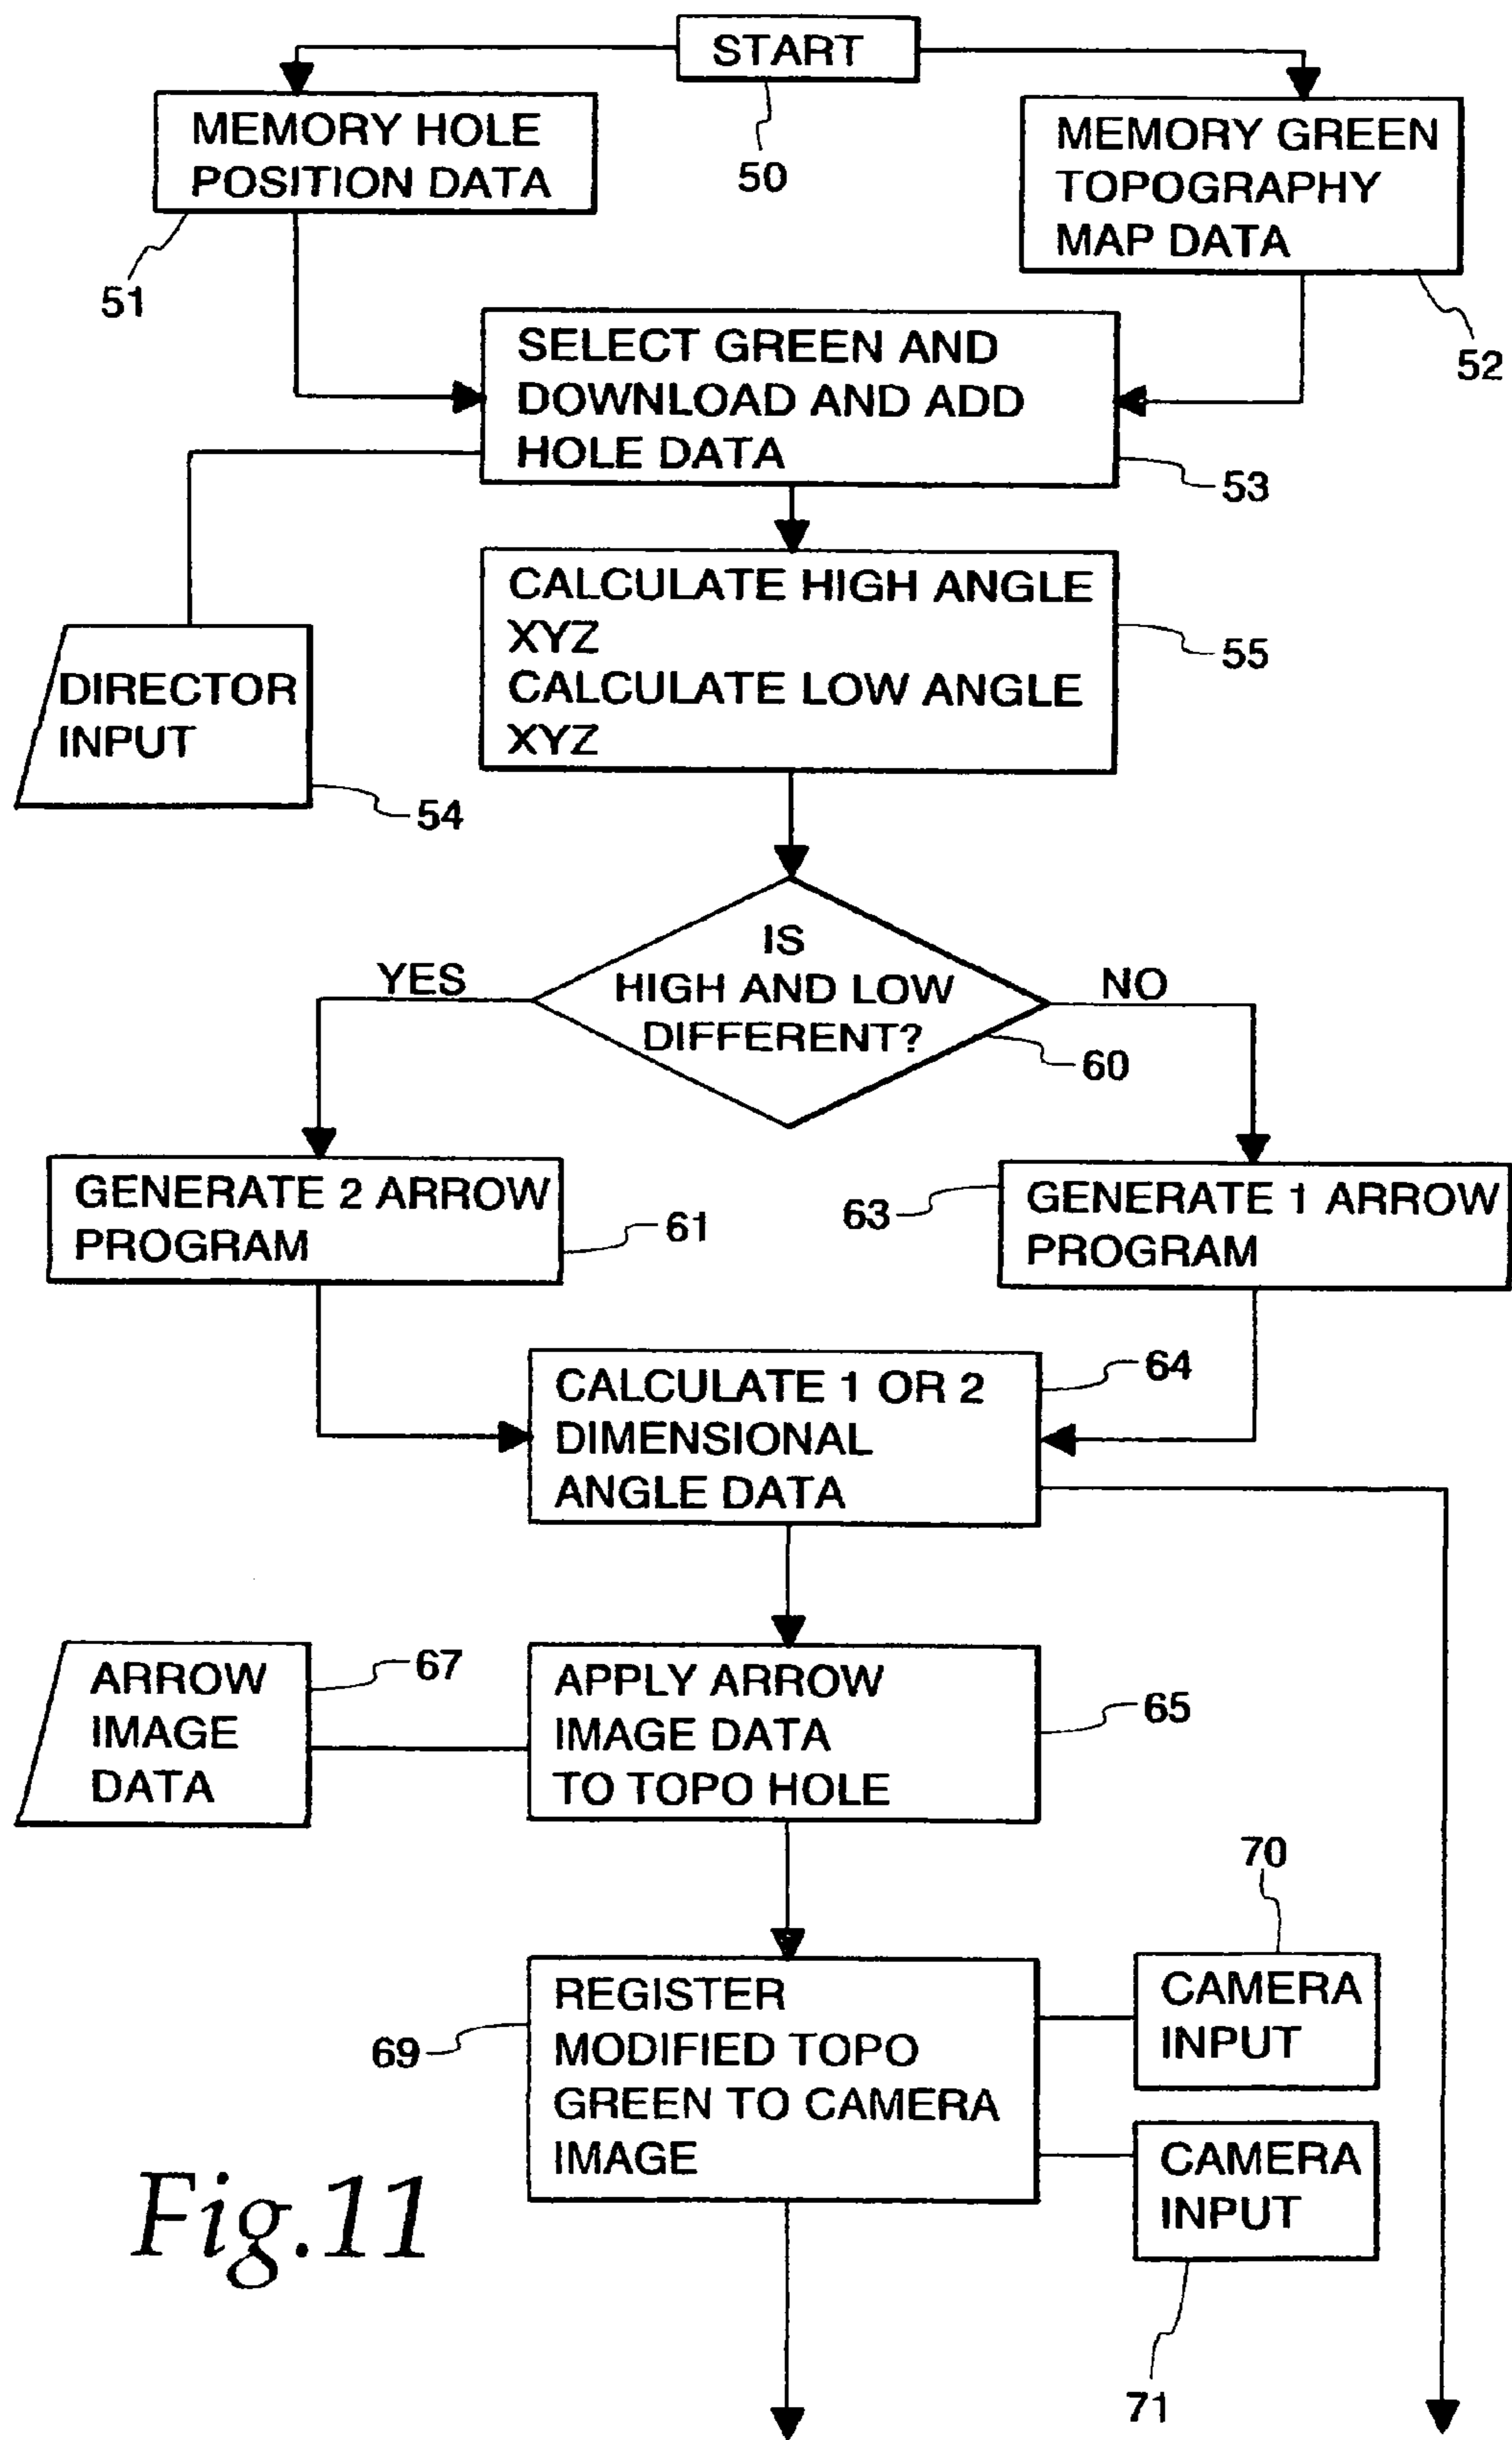 START
50
MEMORY HOLE
POSITION DATA
51
MEMORY GREEN
TOPOGRAPHY
MAP DATA
52
SELECT GREEN AND
DOWNLOAD AND ADD
HOLE DATA
53
DIRECTOR
INPUT
54
CALCULATE HIGH ANGLE
XYZ
CALCULATE LOW ANGLE
XYZ
55
IS
HIGH AND LOW
DIFFERENT?
60
YES
NO
GENERATE 2 ARROW
PROGRAM
61
63
GENERATE 1 ARROW
PROGRAM
CALCULATE 1 OR 2
DIMENSIONAL
ANGLE DATA
64
ARROW
IMAGE
DATA
67
APPLY ARROW
IMAGE DATA
TO TOPO HOLE
65
69
REGISTER
MODIFIED TOPO
GREEN TO CAMERA
IMAGE
70
CAMERA
INPUT
CAMERA
INPUT
71
Fig.11